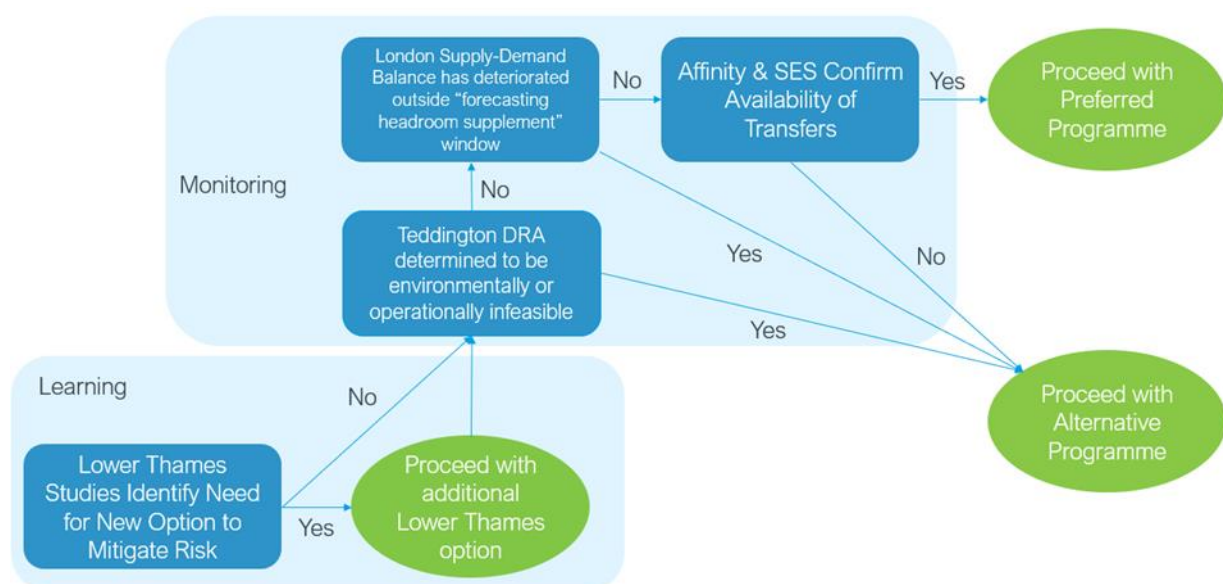 London Supply-Demand
Balance has deteriorated
outside “forecasting
headroom supplement”
window
No
Affinity & SES Confirm
Availability of
Transfers
Yes
Proceed with
Preferred
Programme
Monitoring
No
Teddington DRA
determined to be
environmentally or
operationally infeasible
Yes
No
Yes
Learning
No
Proceed with
Alternative
Programme
Lower Thames
Studies Identify Need
for New Option to
Mitigate Risk
Yes
Proceed with
additional
Lower Thames
option